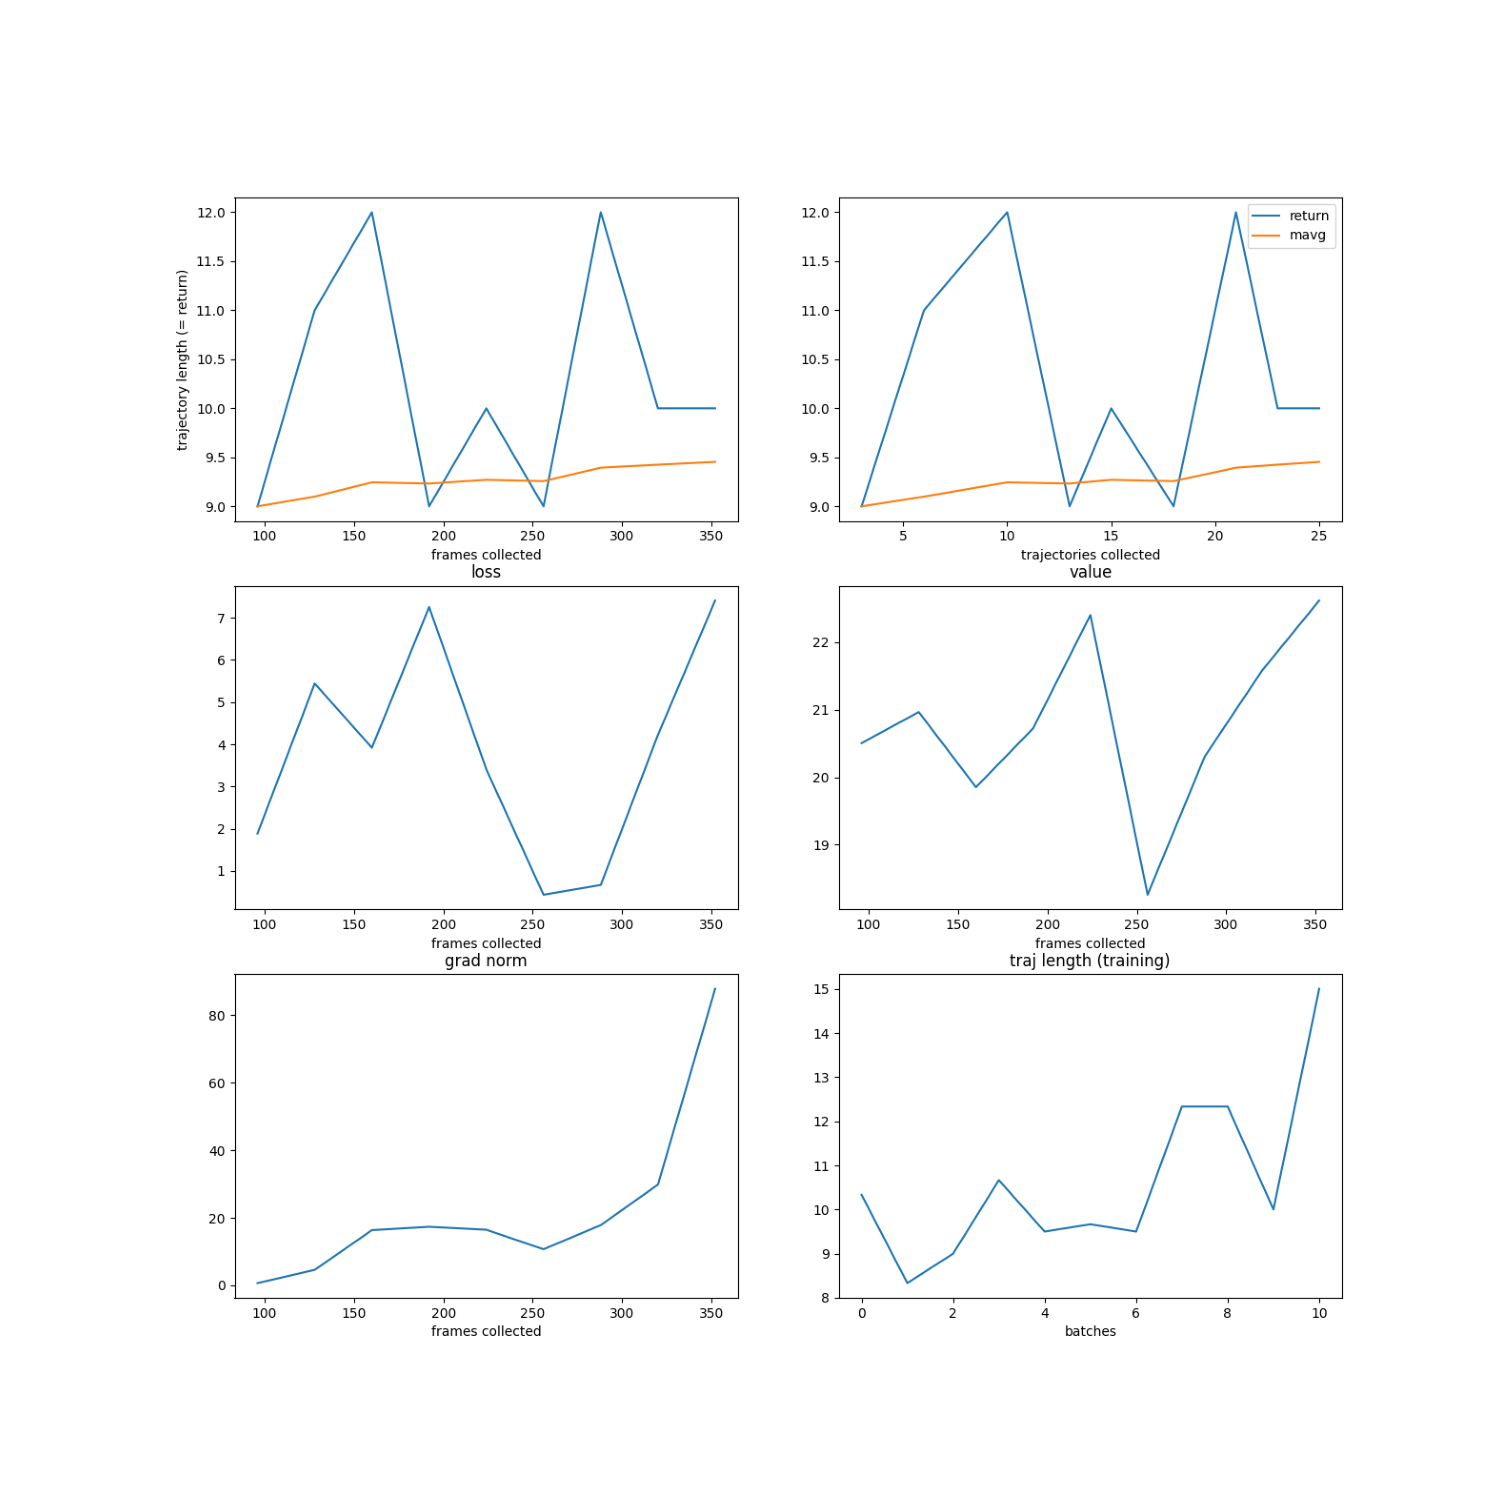 trajectory length (= return)
12.0
11.5
11.0
10.5
10.0
9.5
9.0
100 150 200 250 300 350
frames collected
12.0
11.5
11.0
10.5
10.0
9.5
9.0
return
mavg
5 10 15 20 25
trajectories collected
loss
7
6
5
4
3
2
1
100 150 200 250 300 350
frames collected
value
22
21
20
19
100 150 200 250 300 350
frames collected
grad norm
80
60
40
20
0
100 150 200 250 300 350
frames collected
traj length (training)
15
14
13
12
11
10
9
8
0 2 4 6 8 10
batches